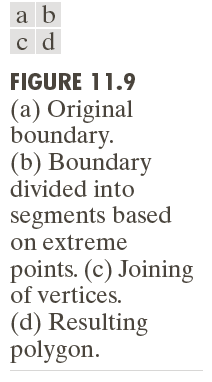 a b
c d
FIGURE 11.9
(a) Original
boundary.
(b) Boundary
divided into
segments based
on extreme
points. (c) Joining
of vertices.
(d) Resulting
polygon.